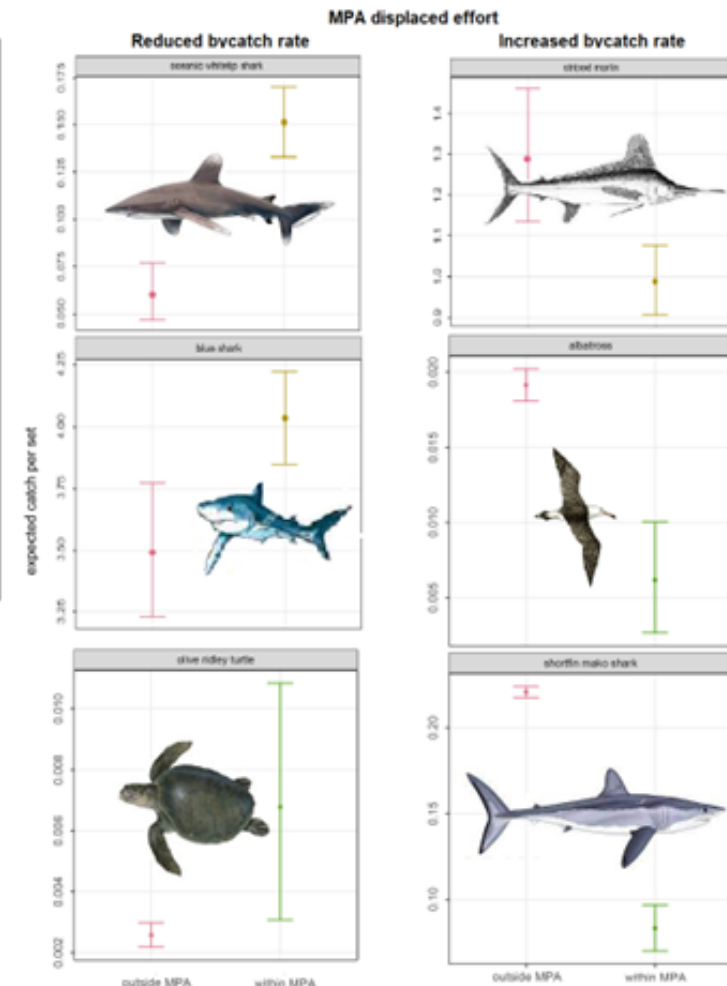 MPA displaced effort
Reduced bycatch rate
Increased bycatch rate
oceanic whitetip shark
0.175
0.150
0.125
0.100
0.075
0.050
striped marlin
1.4
1.3
1.2
1.1
1.0
0.9
blue shark
4.25
4.00
3.75
3.50
3.25
albatross
0.020
0.015
0.010
0.005
expected catch per set
olive ridley turtle
0.010
0.008
0.006
0.004
0.002
shortfin mako shark
0.20
0.15
0.10
outside MPA
within MPA
outside MPA
within MPA